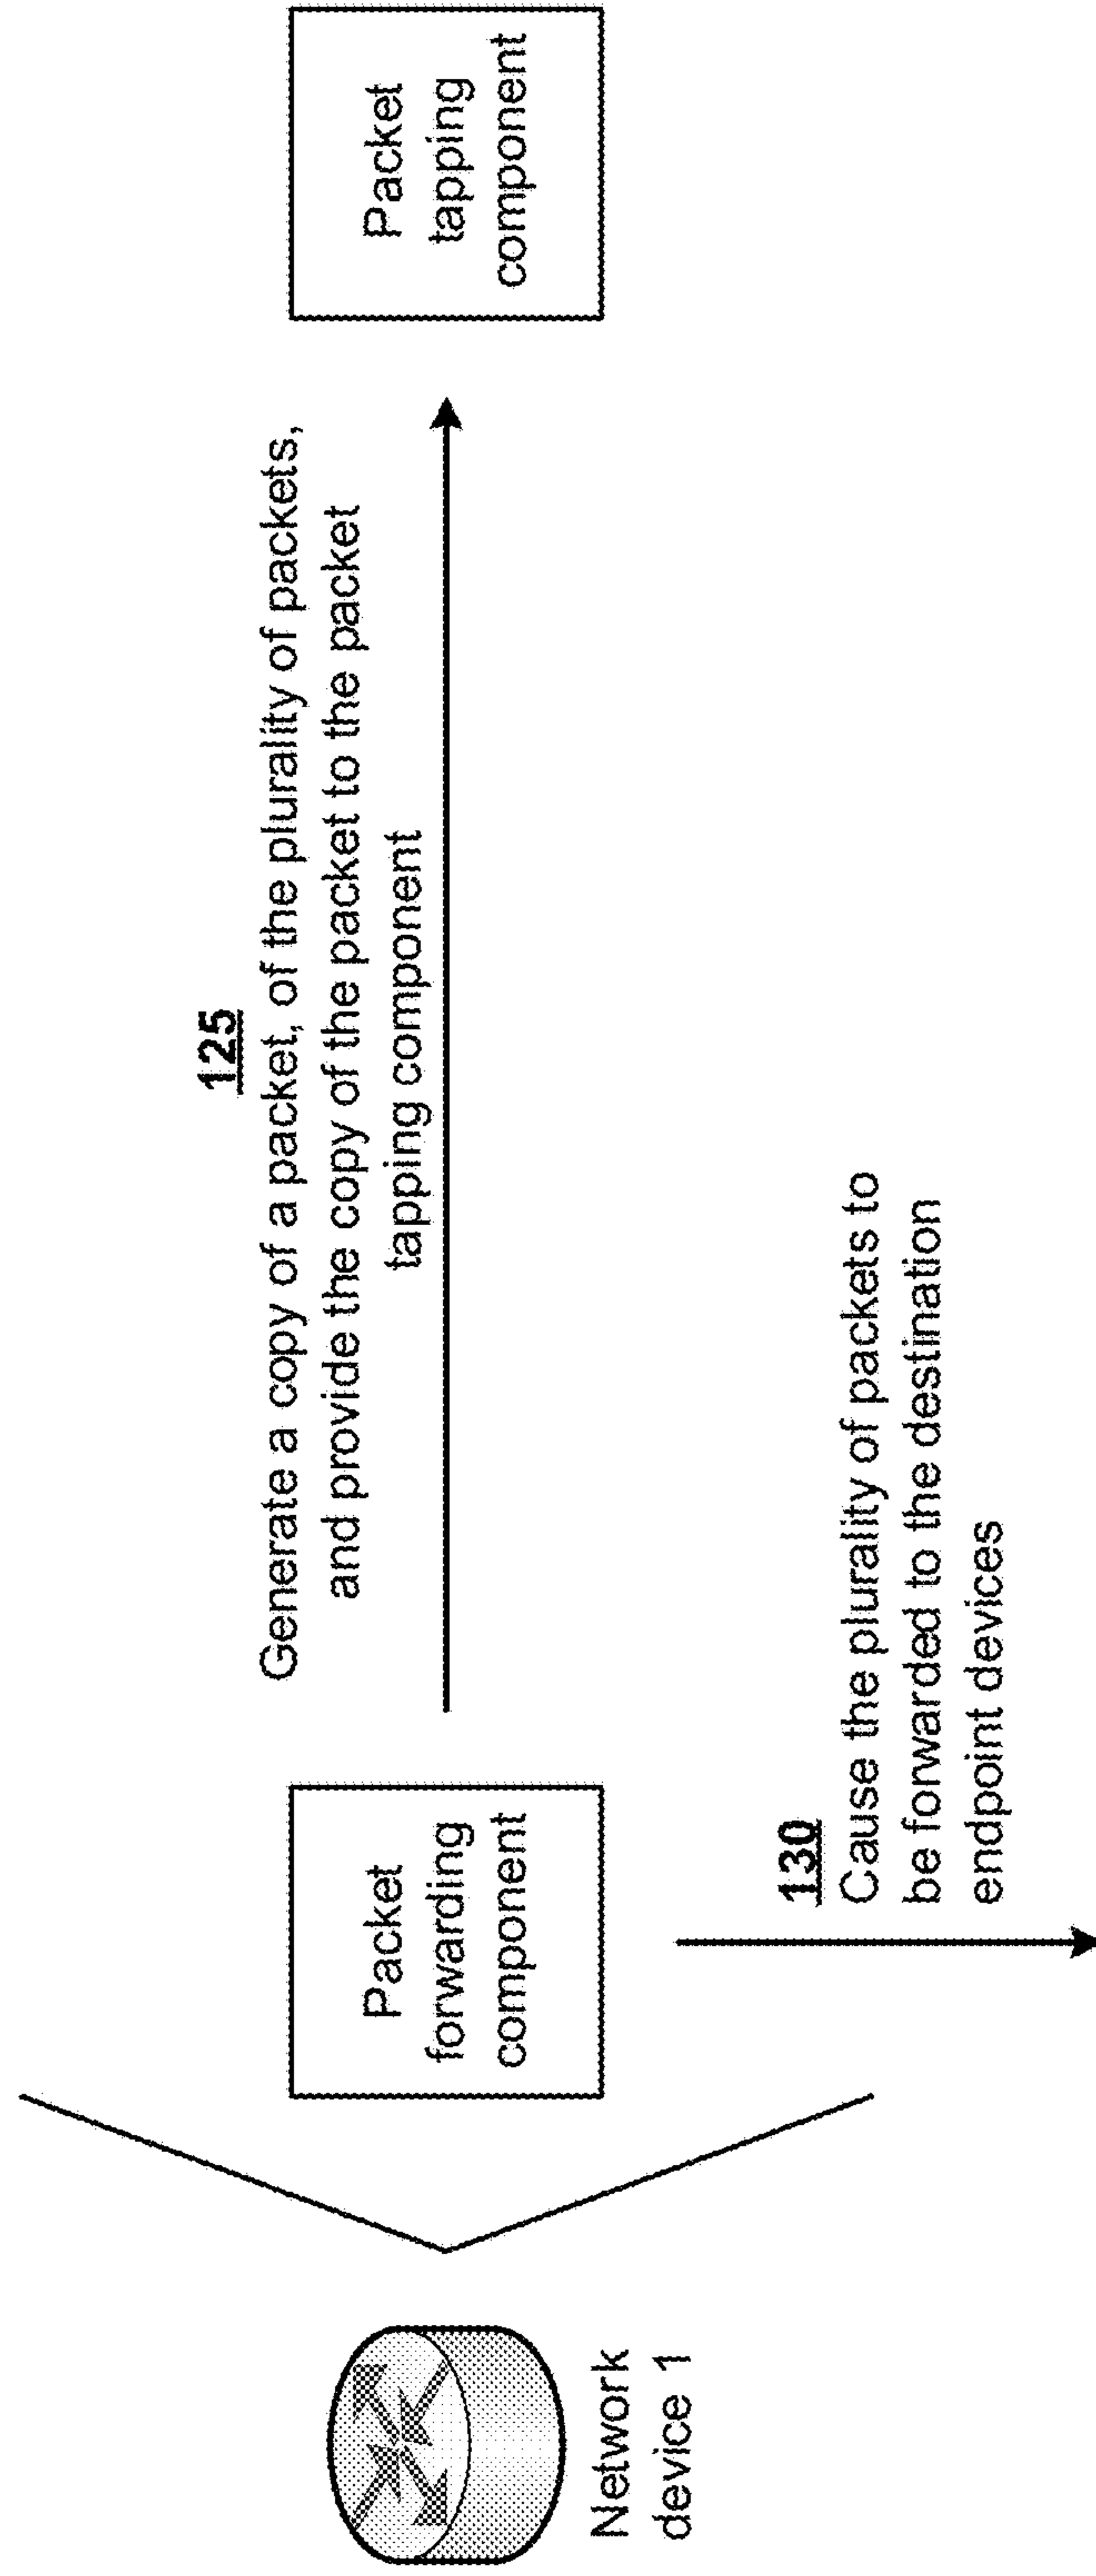 Network
device 1
Packet
forwarding
component
125
Generate a copy of a packet, of the plurality of packets,
and provide the copy of the packet to the packet
tapping component
Packet
tapping
component
130
Cause the plurality of packets to
be forwarded to the destination
endpoint devices